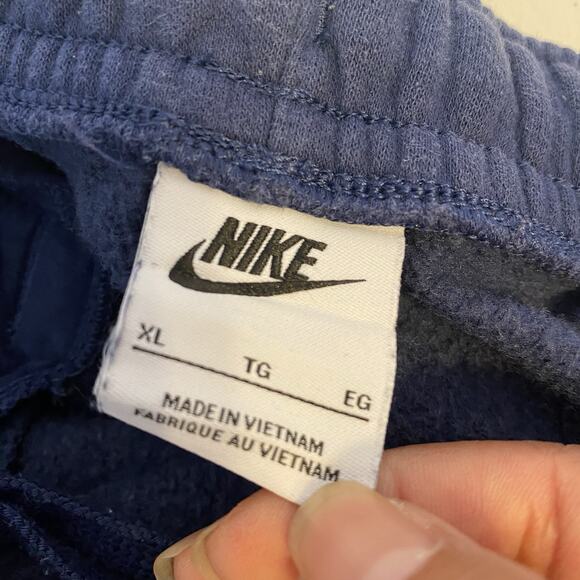 NIKE
XL TG EG
MADE IN VIETNAM
FABRIQUE AU VIETNAM